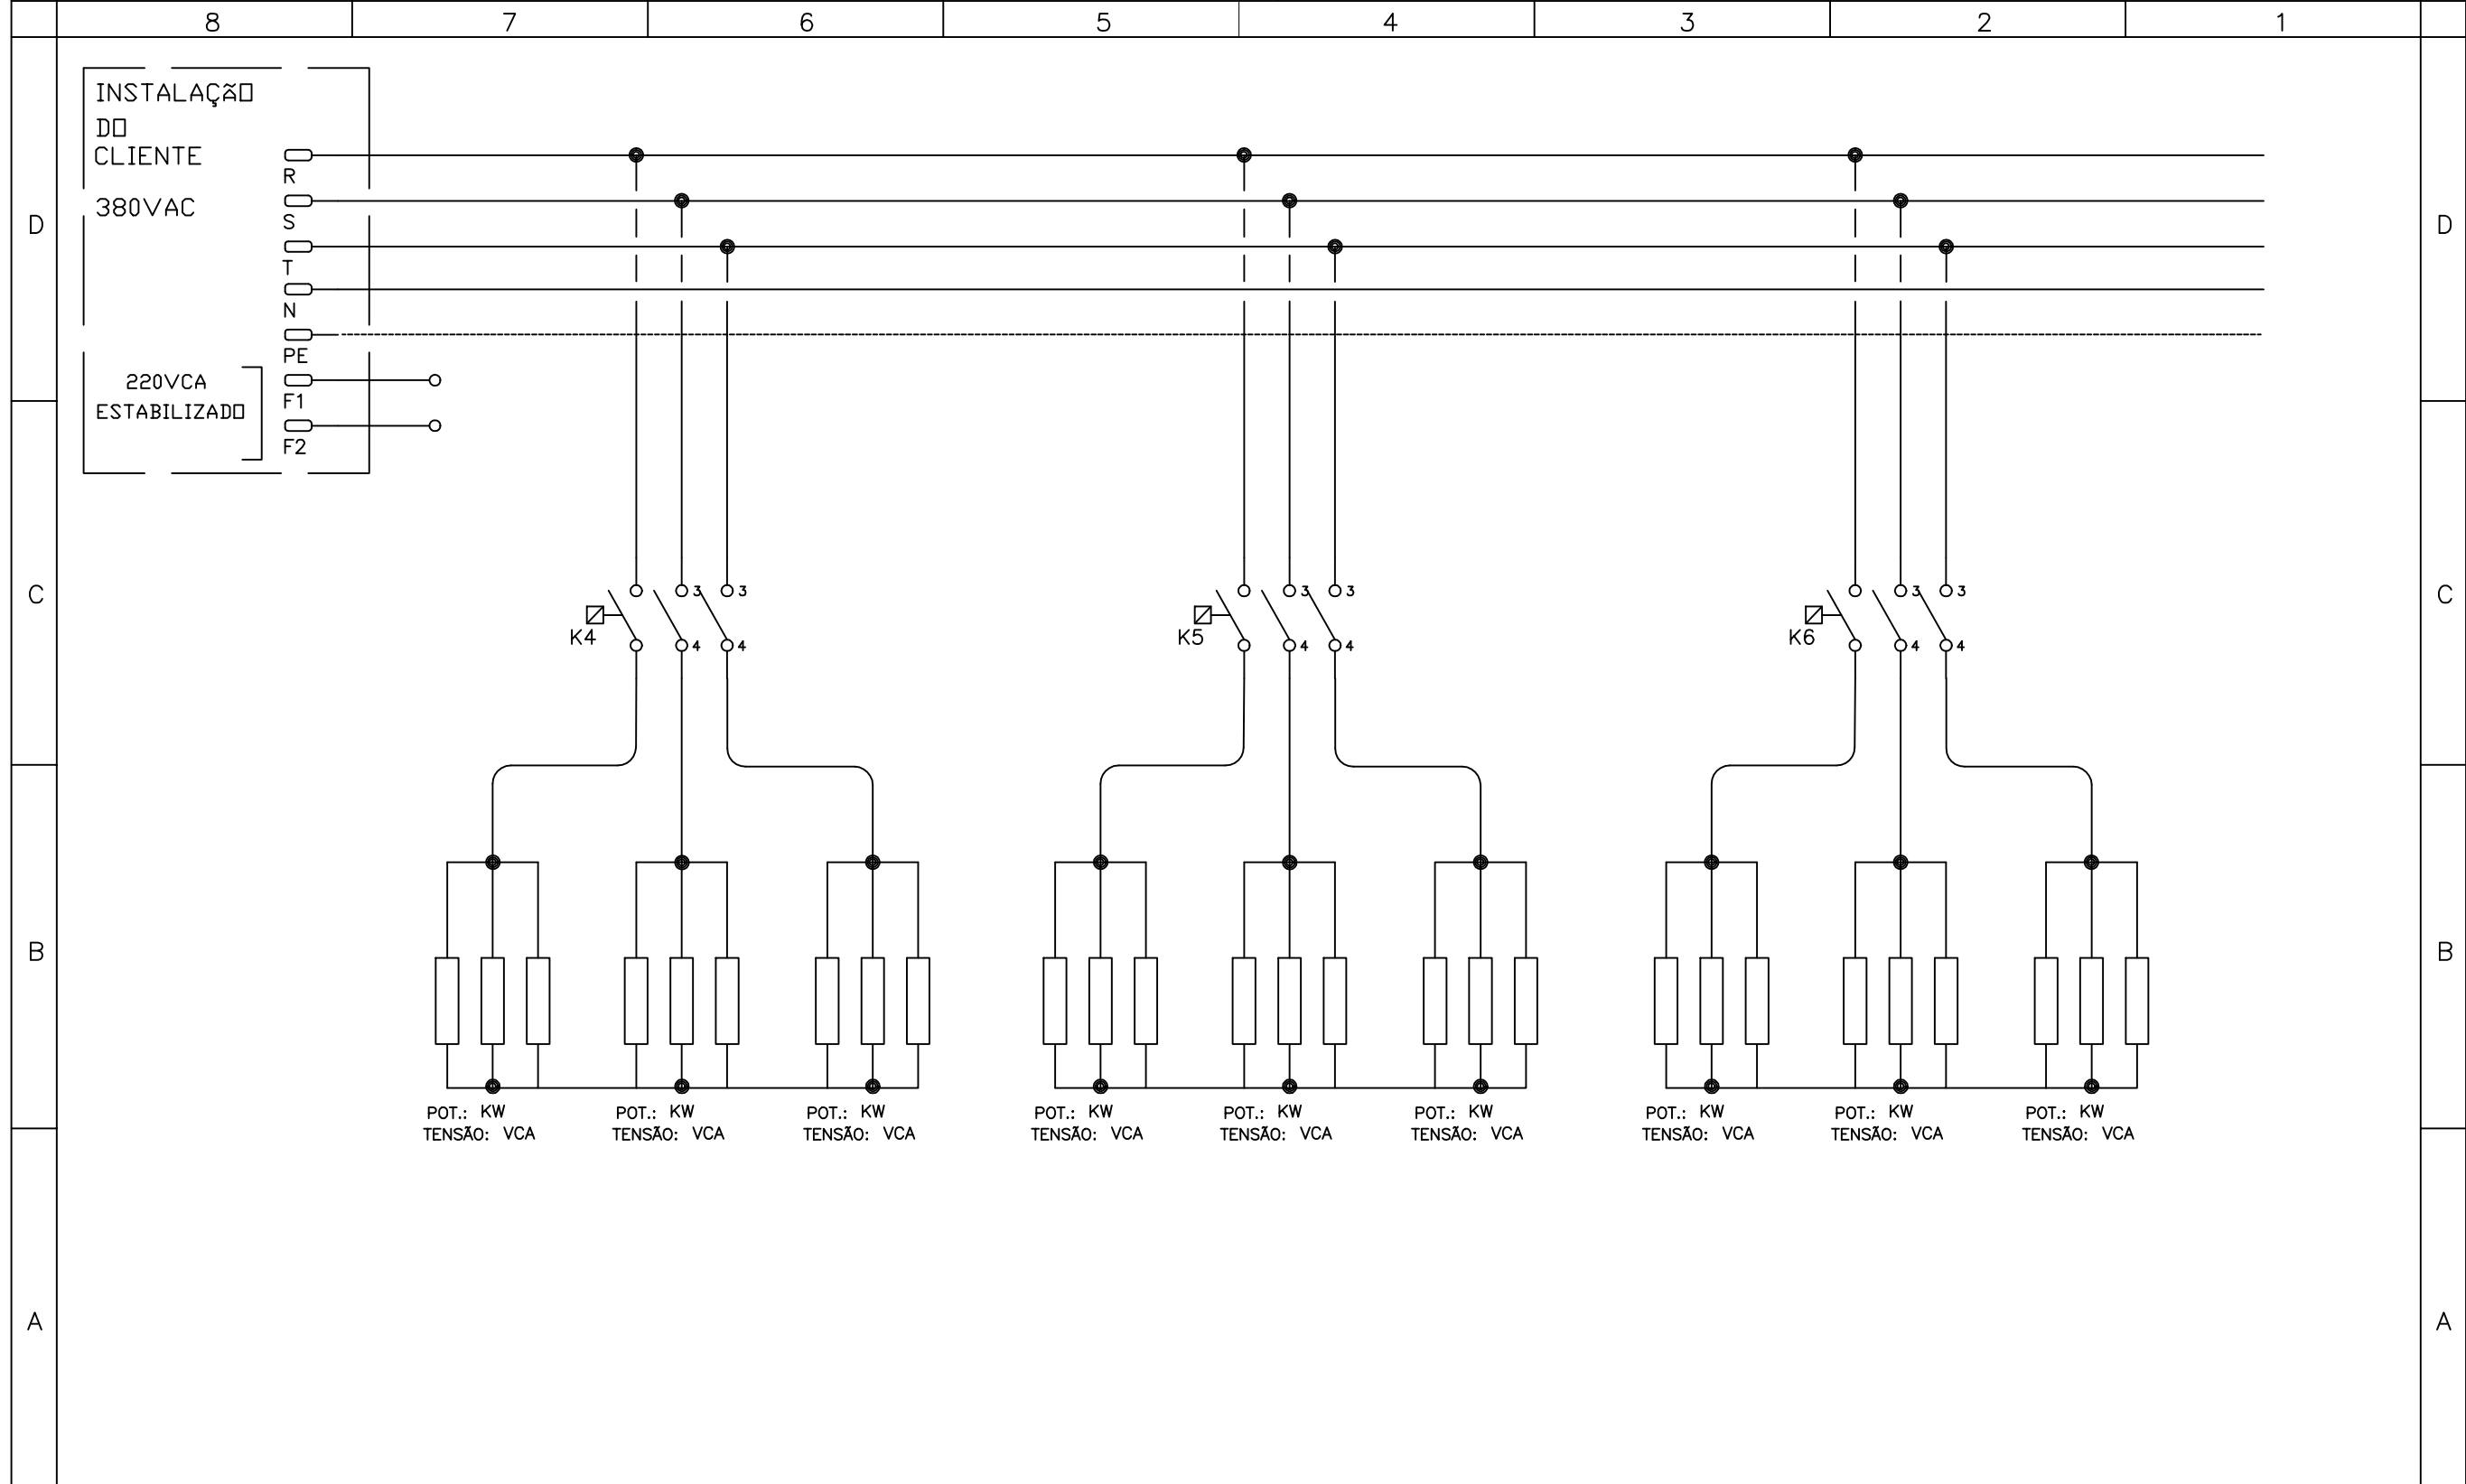 8 7 6 5 4 3 2 1
INSTALAÇÃO
DO
CLIENTE
R
380VAC
S
D D
T
N
PE
220VCA
F1
ESTABILIZADO
F2
C C
3 3 3 3 3 3
K4 K5 K6
4 4 4 4 4 4
B B
POT.: KW POT.: KW POT.: KW POT.: KW POT.: KW POT.: KW POT.: KW POT.: KW POT.: KW
TENSÃO: VCA TENSÃO: VCA TENSÃO: VCA TENSÃO: VCA TENSÃO: VCA TENSÃO: VCA TENSÃO: VCA TENSÃO: VCA TENSÃO: VCA
A A